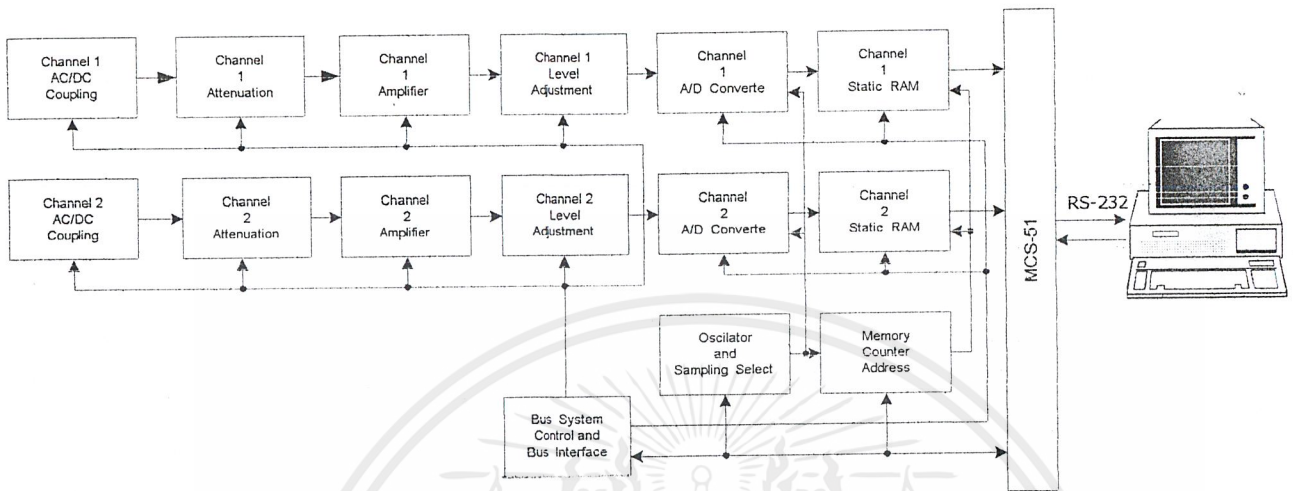 Channel 1
AC/DC
Coupling
Channel
1
Attenuation
Channel
1
Amplifier
Channel 1
Level
Adjustment
Channel
1
A/D Converte
Channel
1
Static RAM
Channel 2
AC/DC
Coupling
Channel
2
Attenuation
Channel
2
Amplifier
Channel 2
Level
Adjustment
Channel
2
A/D Converte
Channel
2
Static RAM
Oscilator
and
Sampling Select
Memory
Counter
Address
Bus System
Control and
Bus Interface
MCS-51
RS-232